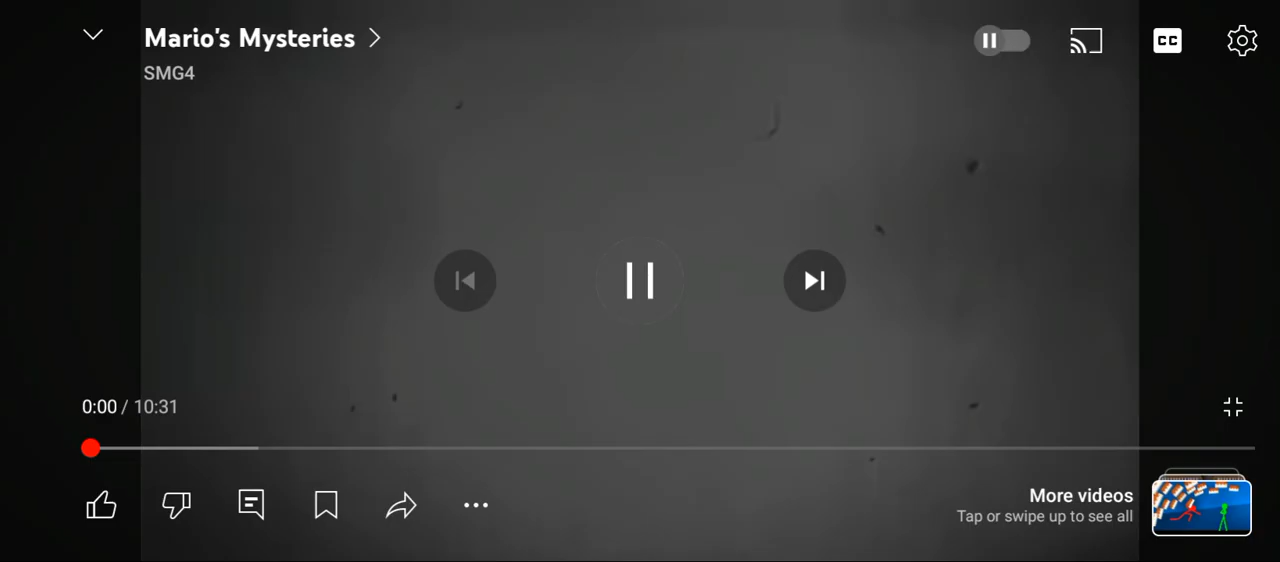 Mario's Mysteries
SMG4
CC
0:00 / 10:31
More videos
Tap or swipe up to see all